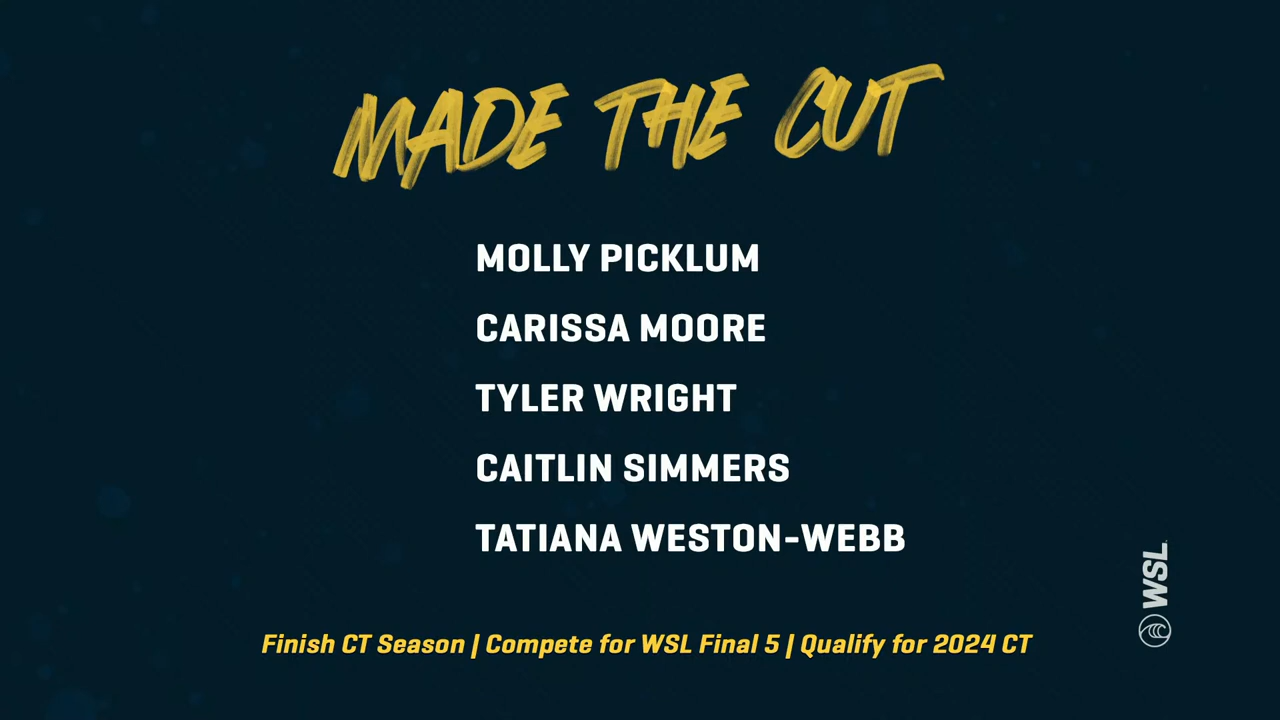 MADE THE CUT
MOLLY PICKLUM
CARISSA MOORE
TYLER WRIGHT
CAITLIN SIMMERS
TATIANA WESTON-WEBB
WSL
Finish CT Season | Compete for WSL Final 5 | Qualify for 2024 CT